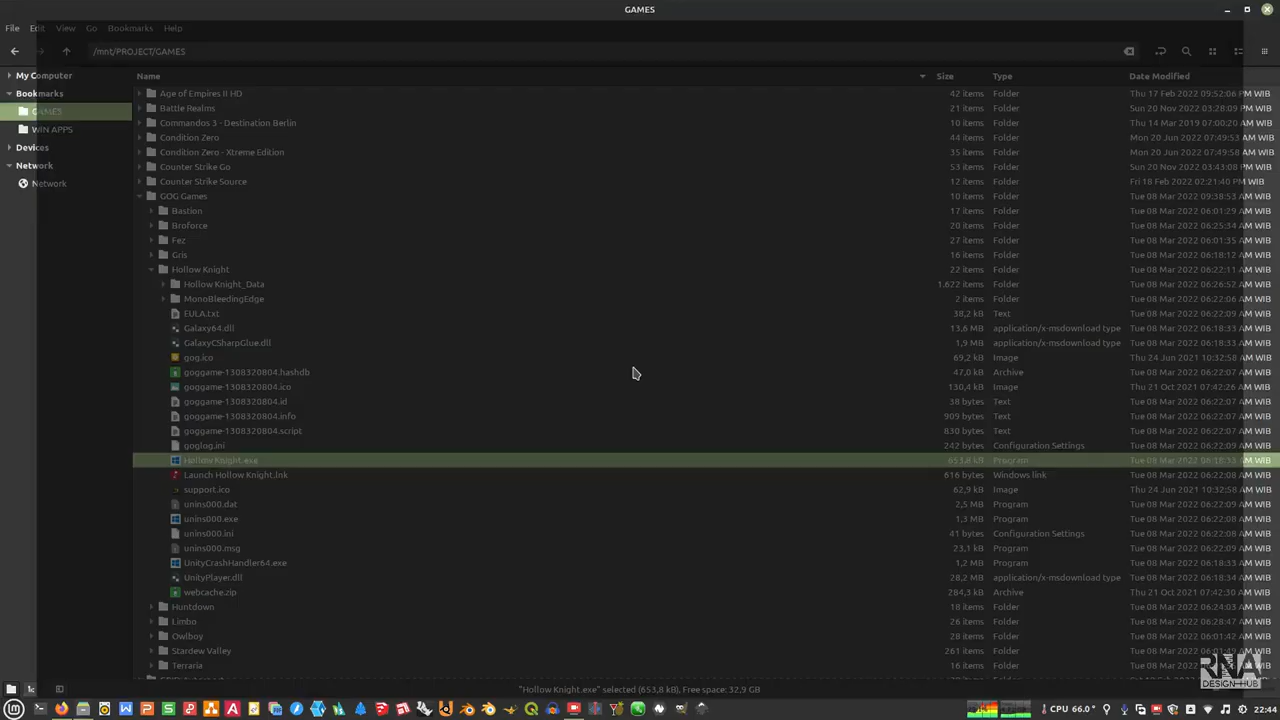 GAMES
File Edit View Go Bookmarks Help
/mnt/PROJECT/GAMES
My Computer
Bookmarks
GAMES
WIN APPS
Devices
Network
Network
Name Size Type Date Modified
Age of Empires II HD 42 items Folder Thu 17 Feb 2022 09:52:06 PM WIB
Battle Realms 21 items Folder Sun 20 Nov 2022 03:28:09 PM WIB
Commandos 3 - Destination Berlin 10 items Folder Thu 14 Mar 2019 07:00:20 AM WIB
Condition Zero 44 items Folder Mon 20 Jun 2022 07:49:53 AM WIB
Condition Zero - Xtreme Edition 35 items Folder Mon 20 Jun 2022 07:49:58 AM WIB
Counter Strike Go 53 items Folder Sun 20 Nov 2022 03:43:08 PM WIB
Counter Strike Source 12 items Folder Fri 18 Feb 2022 02:21:40 PM WIB
GOG Games 10 items Folder Tue 08 Mar 2022 09:38:53 AM WIB
Bastion 17 items Folder Tue 08 Mar 2022 06:01:29 AM WIB
Broforce 20 items Folder Tue 08 Mar 2022 06:25:34 AM WIB
Fez 27 items Folder Tue 08 Mar 2022 06:01:35 AM WIB
Gris 16 items Folder Tue 08 Mar 2022 06:18:12 AM WIB
Hollow Knight 22 items Folder Tue 08 Mar 2022 06:22:11 AM WIB
Hollow Knight_Data 1.622 items Folder Tue 08 Mar 2022 06:26:52 AM WIB
MonoBleedingEdge 2 items Folder Tue 08 Mar 2022 06:22:06 AM WIB
EULA.txt 38,2 kB Text Tue 08 Mar 2022 06:22:09 AM WIB
Galaxy64.dll 13,6 MB application/x-msdownload type Tue 08 Mar 2022 06:18:33 AM WIB
GalaxyCSharpGlue.dll 1,9 MB application/x-msdownload type Tue 08 Mar 2022 06:18:33 AM WIB
gog.ico 69,2 kB Image Thu 24 Jun 2021 10:32:58 AM WIB
goggame-1308320804.hashdb 47,0 kB Archive Tue 08 Mar 2022 06:22:07 AM WIB
goggame-1308320804.ico 130,4 kB Image Thu 21 Oct 2021 07:42:26 AM WIB
goggame-1308320804.id 38 bytes Text Tue 08 Mar 2022 06:22:07 AM WIB
goggame-1308320804.info 909 bytes Text Tue 08 Mar 2022 06:22:07 AM WIB
goggame-1308320804.script 830 bytes Text Tue 08 Mar 2022 06:22:07 AM WIB
goglog.ini 242 bytes Configuration Settings Tue 08 Mar 2022 06:22:09 AM WIB
Hollow Knight.exe 653,8 kB Program Tue 08 Mar 2022 06:18:33 AM WIB
Launch Hollow Knight.lnk 616 bytes Windows link Tue 08 Mar 2022 06:22:09 AM WIB
support.ico 62,9 kB Image Thu 24 Jun 2021 10:32:58 AM WIB
unins000.dat 2,5 MB Program Tue 08 Mar 2022 06:22:09 AM WIB
unins000.exe 1,3 MB Program Tue 08 Mar 2022 06:22:08 AM WIB
unins000.ini 41 bytes Configuration Settings Tue 08 Mar 2022 06:22:08 AM WIB
unins000.msg 23,1 kB Program Tue 08 Mar 2022 06:22:09 AM WIB
UnityCrashHandler64.exe 1,2 MB Program Tue 08 Mar 2022 06:18:33 AM WIB
UnityPlayer.dll 28,2 MB application/x-msdownload type Tue 08 Mar 2022 06:18:34 AM WIB
webcache.zip 284,3 kB Archive Thu 21 Oct 2021 07:42:30 AM WIB
Huntdown 18 items Folder Tue 08 Mar 2022 06:24:03 AM WIB
Limbo 26 items Folder Tue 08 Mar 2022 06:28:47 AM WIB
Owlboy 28 items Folder Tue 08 Mar 2022 06:01:42 AM WIB
Stardew Valley 261 items Folder Tue 08 Mar 2022 06:01:49 AM WIB
Terraria 16 items Folder Tue 08 Mar 2022
RNA
DESIGN-HUB
"Hollow Knight.exe" selected (653,8 kB), Free space: 32,9 GB
CPU 66.0° 22:44